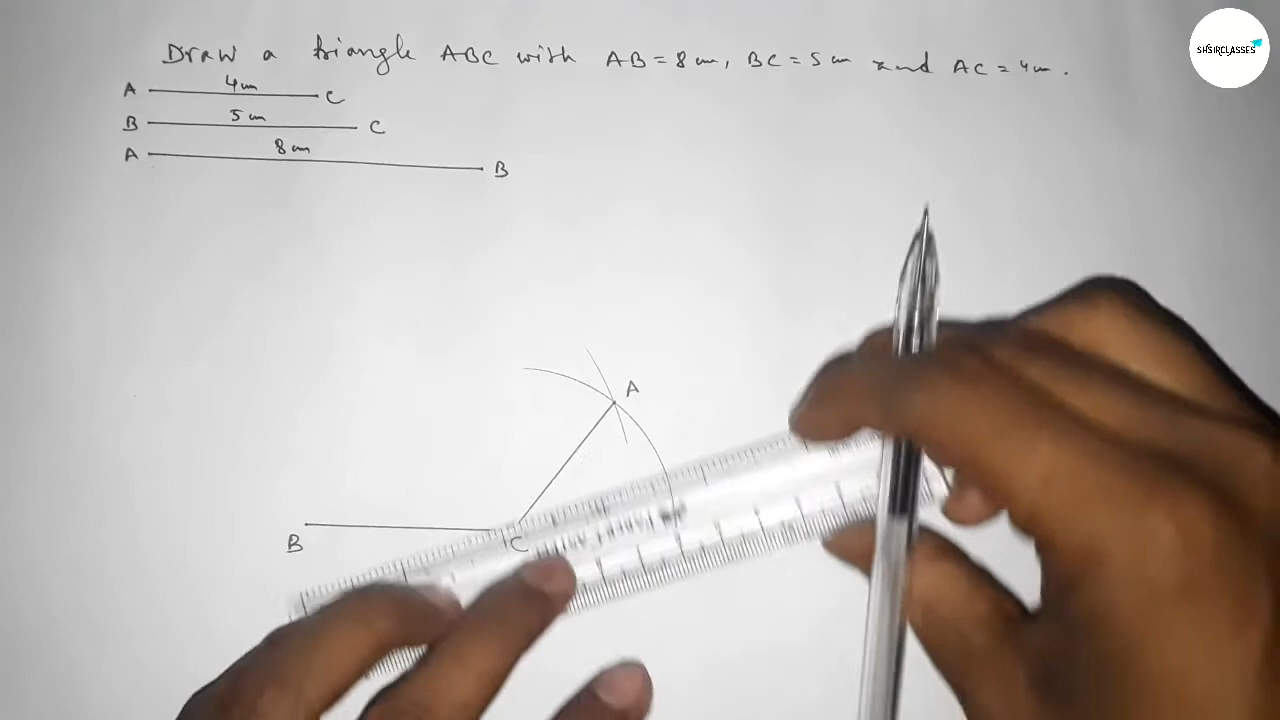 SHSIRCLASSES
Draw a triangle ABC with AB = 8 cm, BC = 5 cm and AC = 4 cm.
A 4 cm C
B 5 cm C
A 8 cm B
A
B C